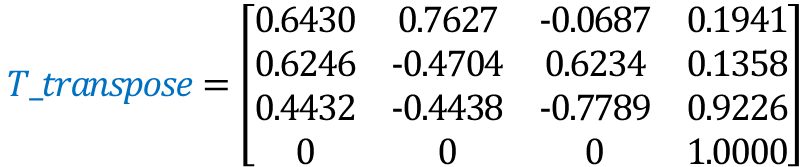 0.6430 0.7627 -0.0687 0.1941
0.6246 -0.4704 0.6234 0.1358
T_transpose =
0.4432 -0.4438 -0.7789 0.9226
0 0 0 1.0000